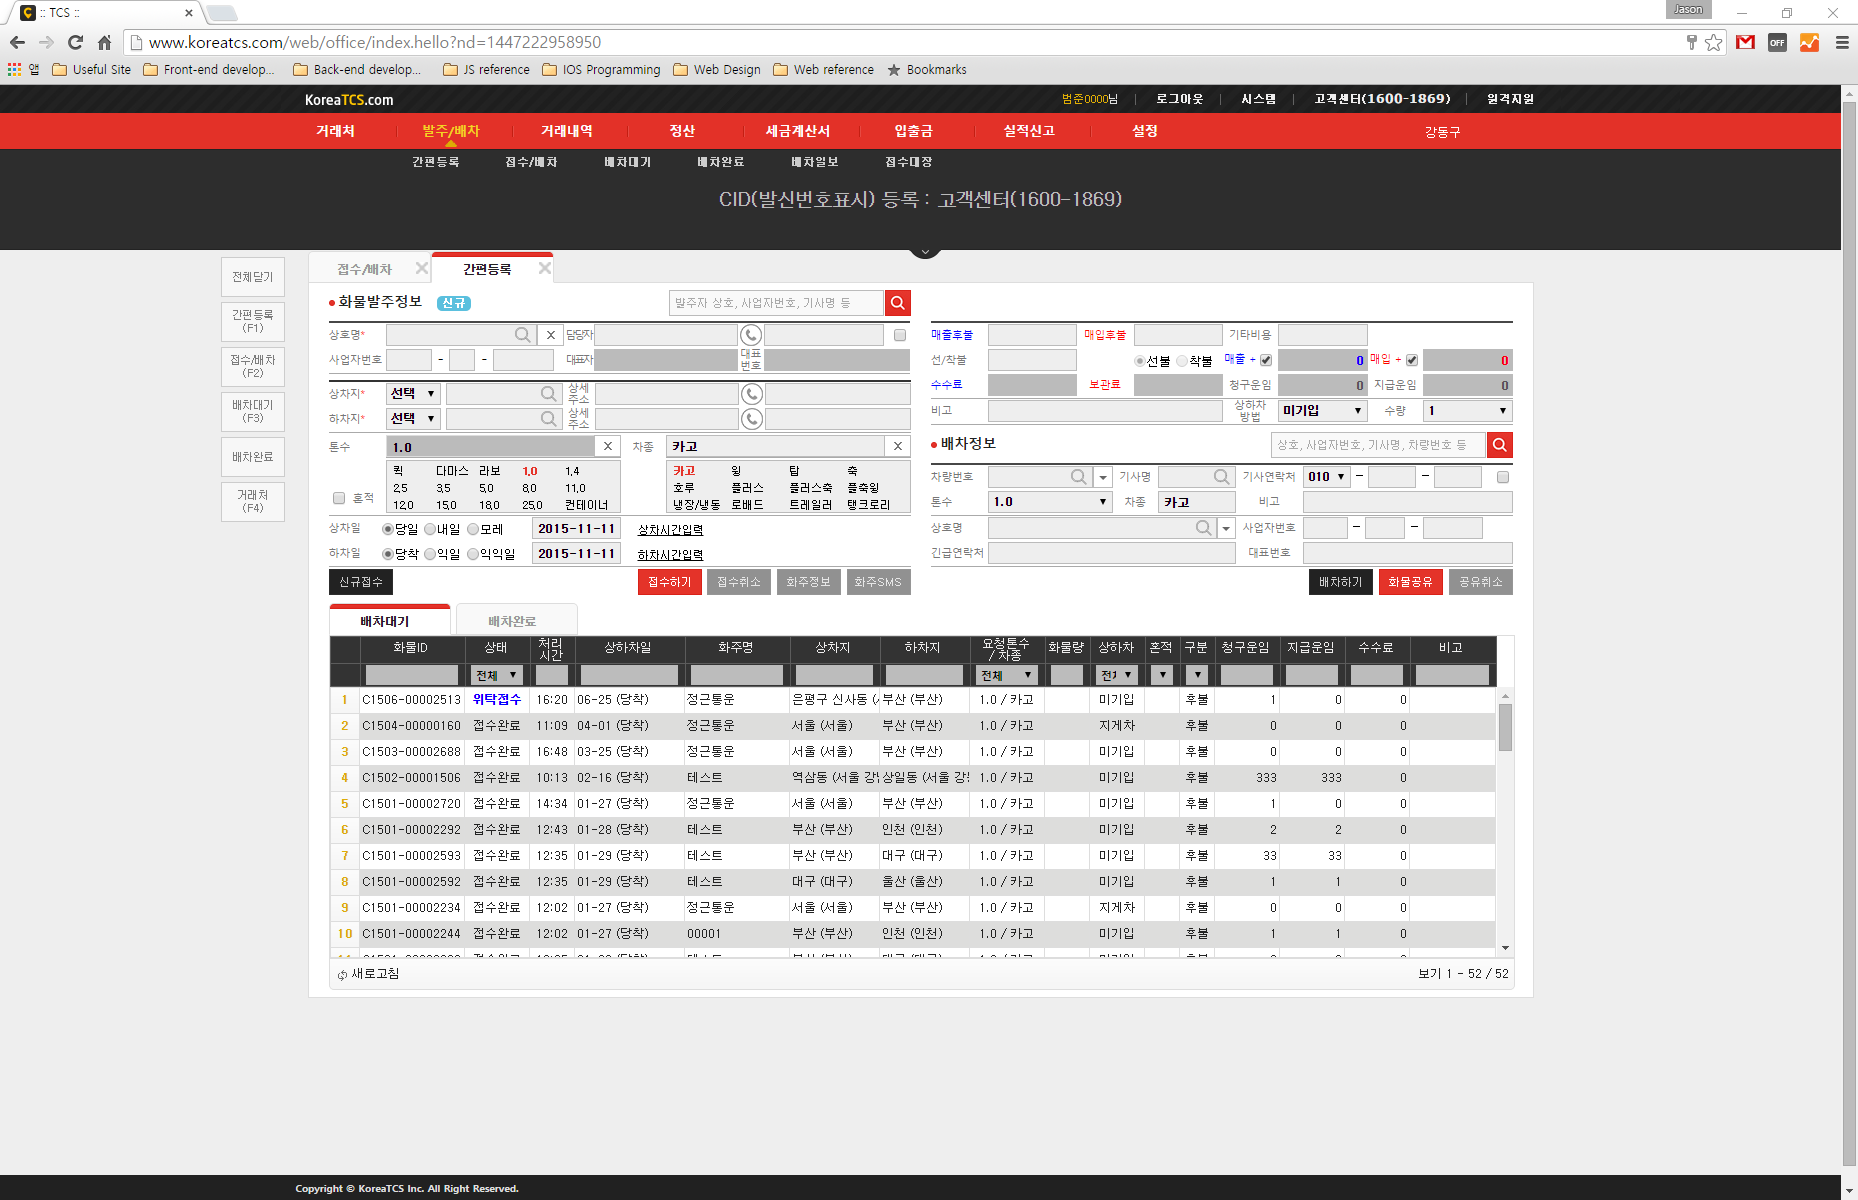 :: TCS ::
Jason
www.koreatcs.com/web/office/index.hello?nd=1447222958950
OFF
앱 Useful Site Front-end develop... Back-end develop... JS reference IOS Programming Web Design Web reference Bookmarks
KoreaTCS.com 범준0000님 로그아웃 시스템 고객센터(1600-1869) 원격지원
거래처 발주/배차 거래내역 정산 세금계산서 입출금 실적신고 설정 강동구
간편등록 접수/배차 배차대기 배차완료 배차일보 접수대장
CID(발신번호표시) 등록 : 고객센터(1600-1869)
전체닫기
간편등록
(F1)
접수/배차
(F2)
배차대기
(F3)
배차완료
거래처
(F4)
접수/배차 간편등록
화물발주정보 신규 발주자 상호, 사업자번호, 기사명 등
상호명* X 담당자
사업자번호 - - 대표자 대표번호
상차지* 선택 상세주소
하차지* 선택 상세주소
톤수 1.0 X 차종 카고 X
퀵 다마스 라보 1.0 1.4 카고 윙 탑 축
2.5 3.5 5.0 8.0 11.0 호루 플러스 플러스축 플축윙
혼적 12.0 15.0 18.0 25.0 컨테이너 냉장/냉동 로베드 트레일러 탱크로리
상차일 당일 내일 모레 2015-11-11 상차시간입력
하차일 당착 익일 익익일 2015-11-11 하차시간입력
신규접수 접수하기 접수취소 화주정보 화주SMS
매출후불 매입후불 기타비용
선/착불 선불 착불 매출 + 0 매입 + 0
수수료 보관료 청구운임 0 지급운임 0
비고 상하차방법 미기입 수량 1
배차정보 상호, 사업자번호, 기사명, 차량번호 등
차량번호 기사명 기사연락처 010 - -
톤수 1.0 차종 카고 비고
상호명 사업자번호 - -
긴급연락처 대표번호
배차하기 화물공유 공유취소
배차대기 배차완료
화물ID 상태 처리시간 상하차일 화주명 상차지 하차지 요청톤수 / 차종 화물량 상하차 혼적 구분 청구운임 지급운임 수수료 비고
전체 전체 전
1 C1506-00002513 위탁접수 16:20 06-25 (당착) 정근통운 은평구 신사동 ( 부산 (부산) 1.0 / 카고 미기입 후불 1 0 0
2 C1504-00000160 접수완료 11:09 04-01 (당착) 정근통운 서울 (서울) 부산 (부산) 1.0 / 카고 지게차 후불 0 0 0
3 C1503-00002688 접수완료 16:48 03-25 (당착) 정근통운 서울 (서울) 부산 (부산) 1.0 / 카고 미기입 후불 0 0 0
4 C1502-00001506 접수완료 10:13 02-16 (당착) 테스트 역삼동 (서울 강 상일동 (서울 강 1.0 / 카고 미기입 후불 333 333 0
5 C1501-00002720 접수완료 14:34 01-27 (당착) 정근통운 서울 (서울) 부산 (부산) 1.0 / 카고 미기입 후불 1 0 0
6 C1501-00002292 접수완료 12:43 01-28 (당착) 테스트 부산 (부산) 인천 (인천) 1.0 / 카고 미기입 후불 2 2 0
7 C1501-00002593 접수완료 12:35 01-29 (당착) 테스트 부산 (부산) 대구 (대구) 1.0 / 카고 미기입 후불 33 33 0
8 C1501-00002592 접수완료 12:35 01-29 (당착) 테스트 대구 (대구) 울산 (울산) 1.0 / 카고 미기입 후불 1 1 0
9 C1501-00002234 접수완료 12:02 01-27 (당착) 정근통운 서울 (서울) 부산 (부산) 1.0 / 카고 지게차 후불 0 0 0
10 C1501-00002244 접수완료 12:02 01-27 (당착) 00001 부산 (부산) 인천 (인천) 1.0 / 카고 미기입 후불 1 1 0
새로고침 보기 1 - 52 / 52
Copyright © KoreaTCS Inc. All Right Reserved.